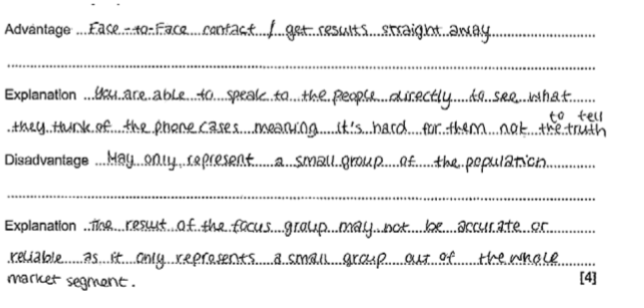 Advantage Face-to-Face contact / get results straight away
Explanation You are able to speak to the people directly to see what
they think of the phone cases meaning it's hard for them not to tell the truth
Disadvantage May only represent a small group of the population
Explanation The result of the focus group may not be accurate or
reliable as it only represents a small group out of the whole
market segment. [4]